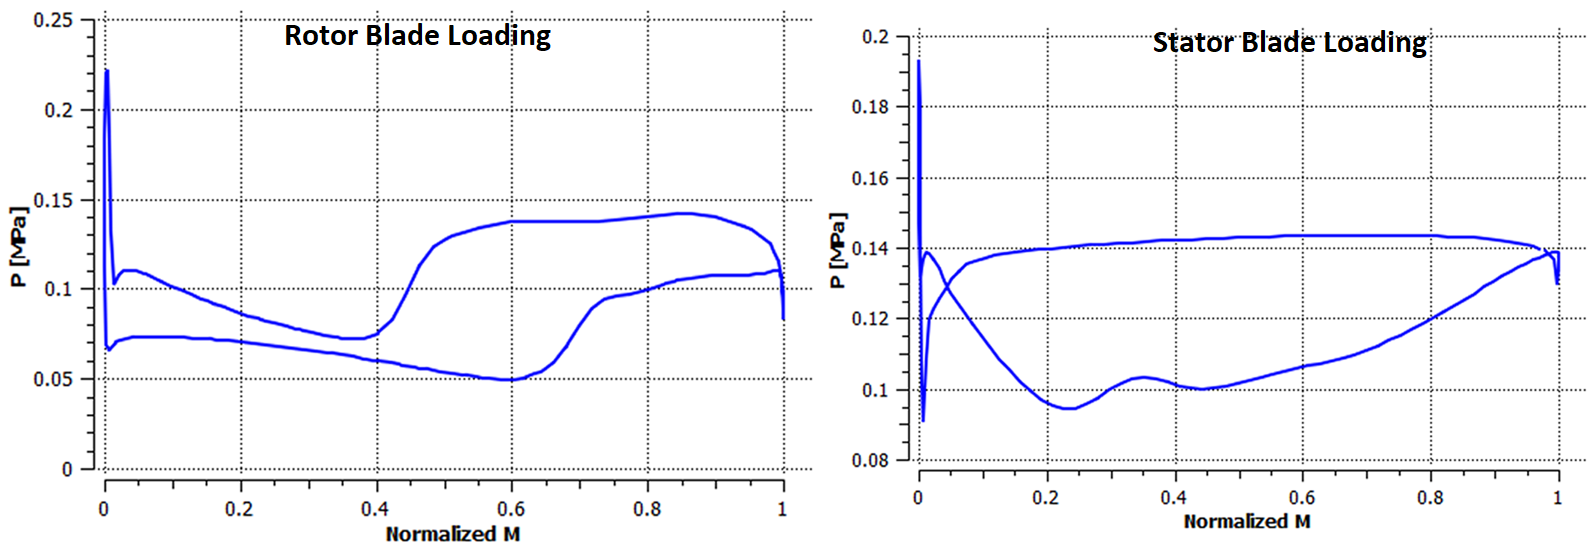 Rotor Blade Loading
0.25
0.2
0.15
0.1
0.05
0
P [MPa]
0 0.2 0.4 0.6 0.8 1
Normalized M
Stator Blade Loading
0.2
0.18
0.16
0.14
0.12
0.1
0.08
P [MPa]
0 0.2 0.4 0.6 0.8 1
Normalized M